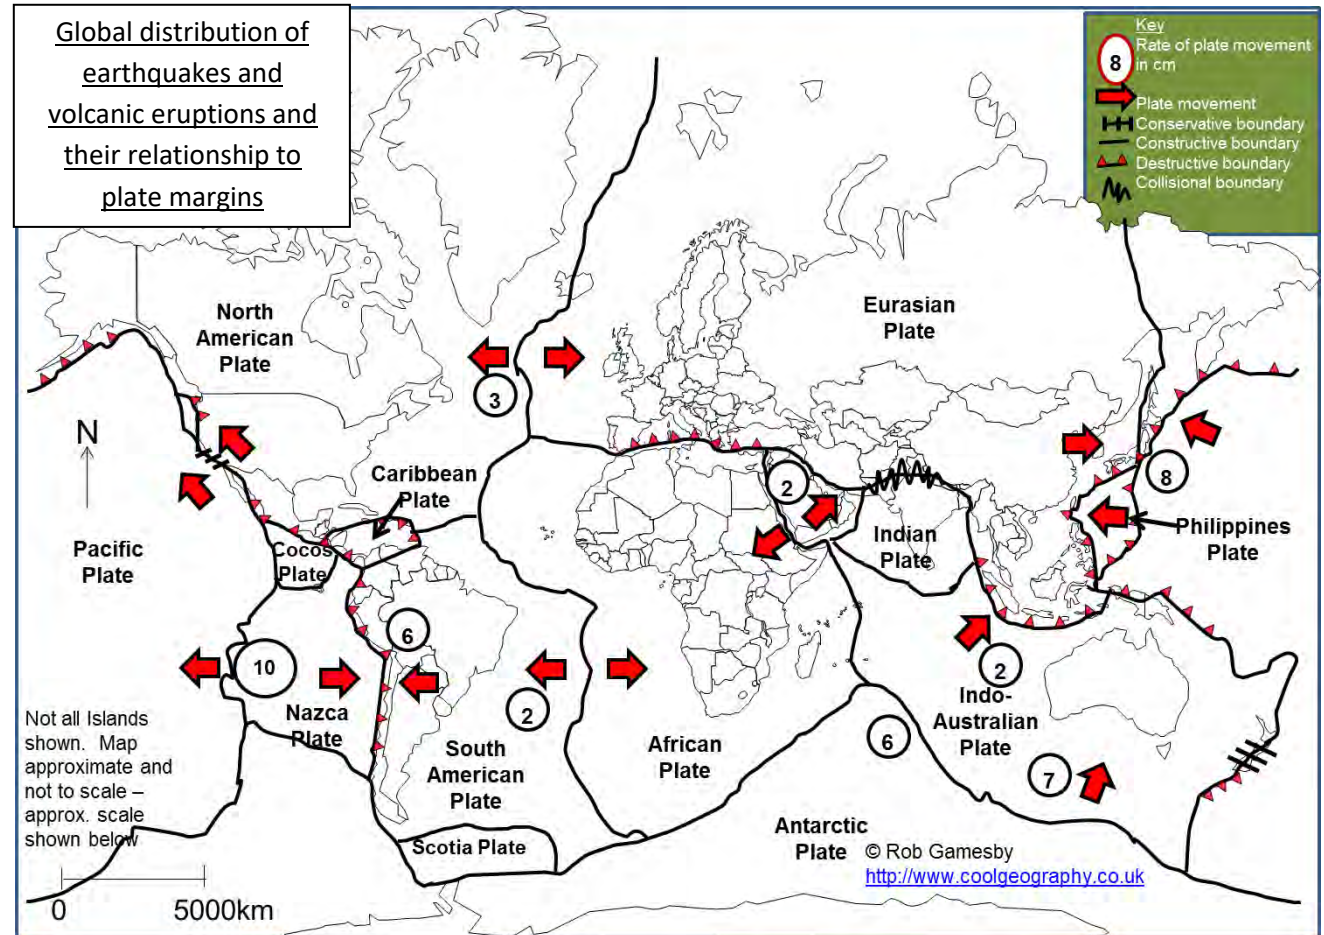 Global distribution of
earthquakes and
volcanic eruptions and
their relationship to
plate margins
Key
8
Rate of plate movement
in cm
Plate movement
Conservative boundary
Constructive boundary
Destructive boundary
Collisional boundary
North
American
Plate
Eurasian
Plate
3
N
Caribbean
Plate
2
8
Philippines
Plate
Pacific
Plate
Cocos
Plate
Indian
Plate
6
10
2
2
Nazca
Plate
Indo-
Australian
Plate
South
American
Plate
African
Plate
6
7
Not all Islands
shown. Map
approximate and
not to scale –
approx. scale
shown below
Scotia Plate
Antarctic
Plate
© Rob Gamesby
http://www.coolgeography.co.uk
0 5000km